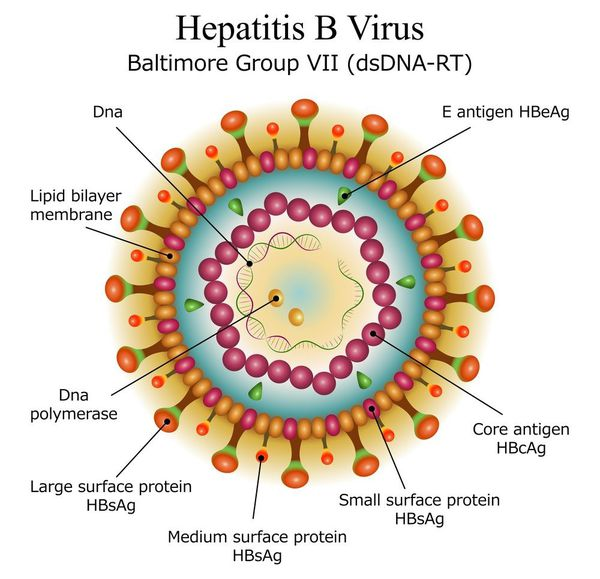 Hepatitis B Virus
Baltimore Group VII (dsDNA-RT)
Dna
E antigen HBeAg
Lipid bilayer
membrane
Dna
polymerase
Core antigen
HBcAg
Large surface protein
HBsAg
Small surface protein
HBsAg
Medium surface protein
HBsAg